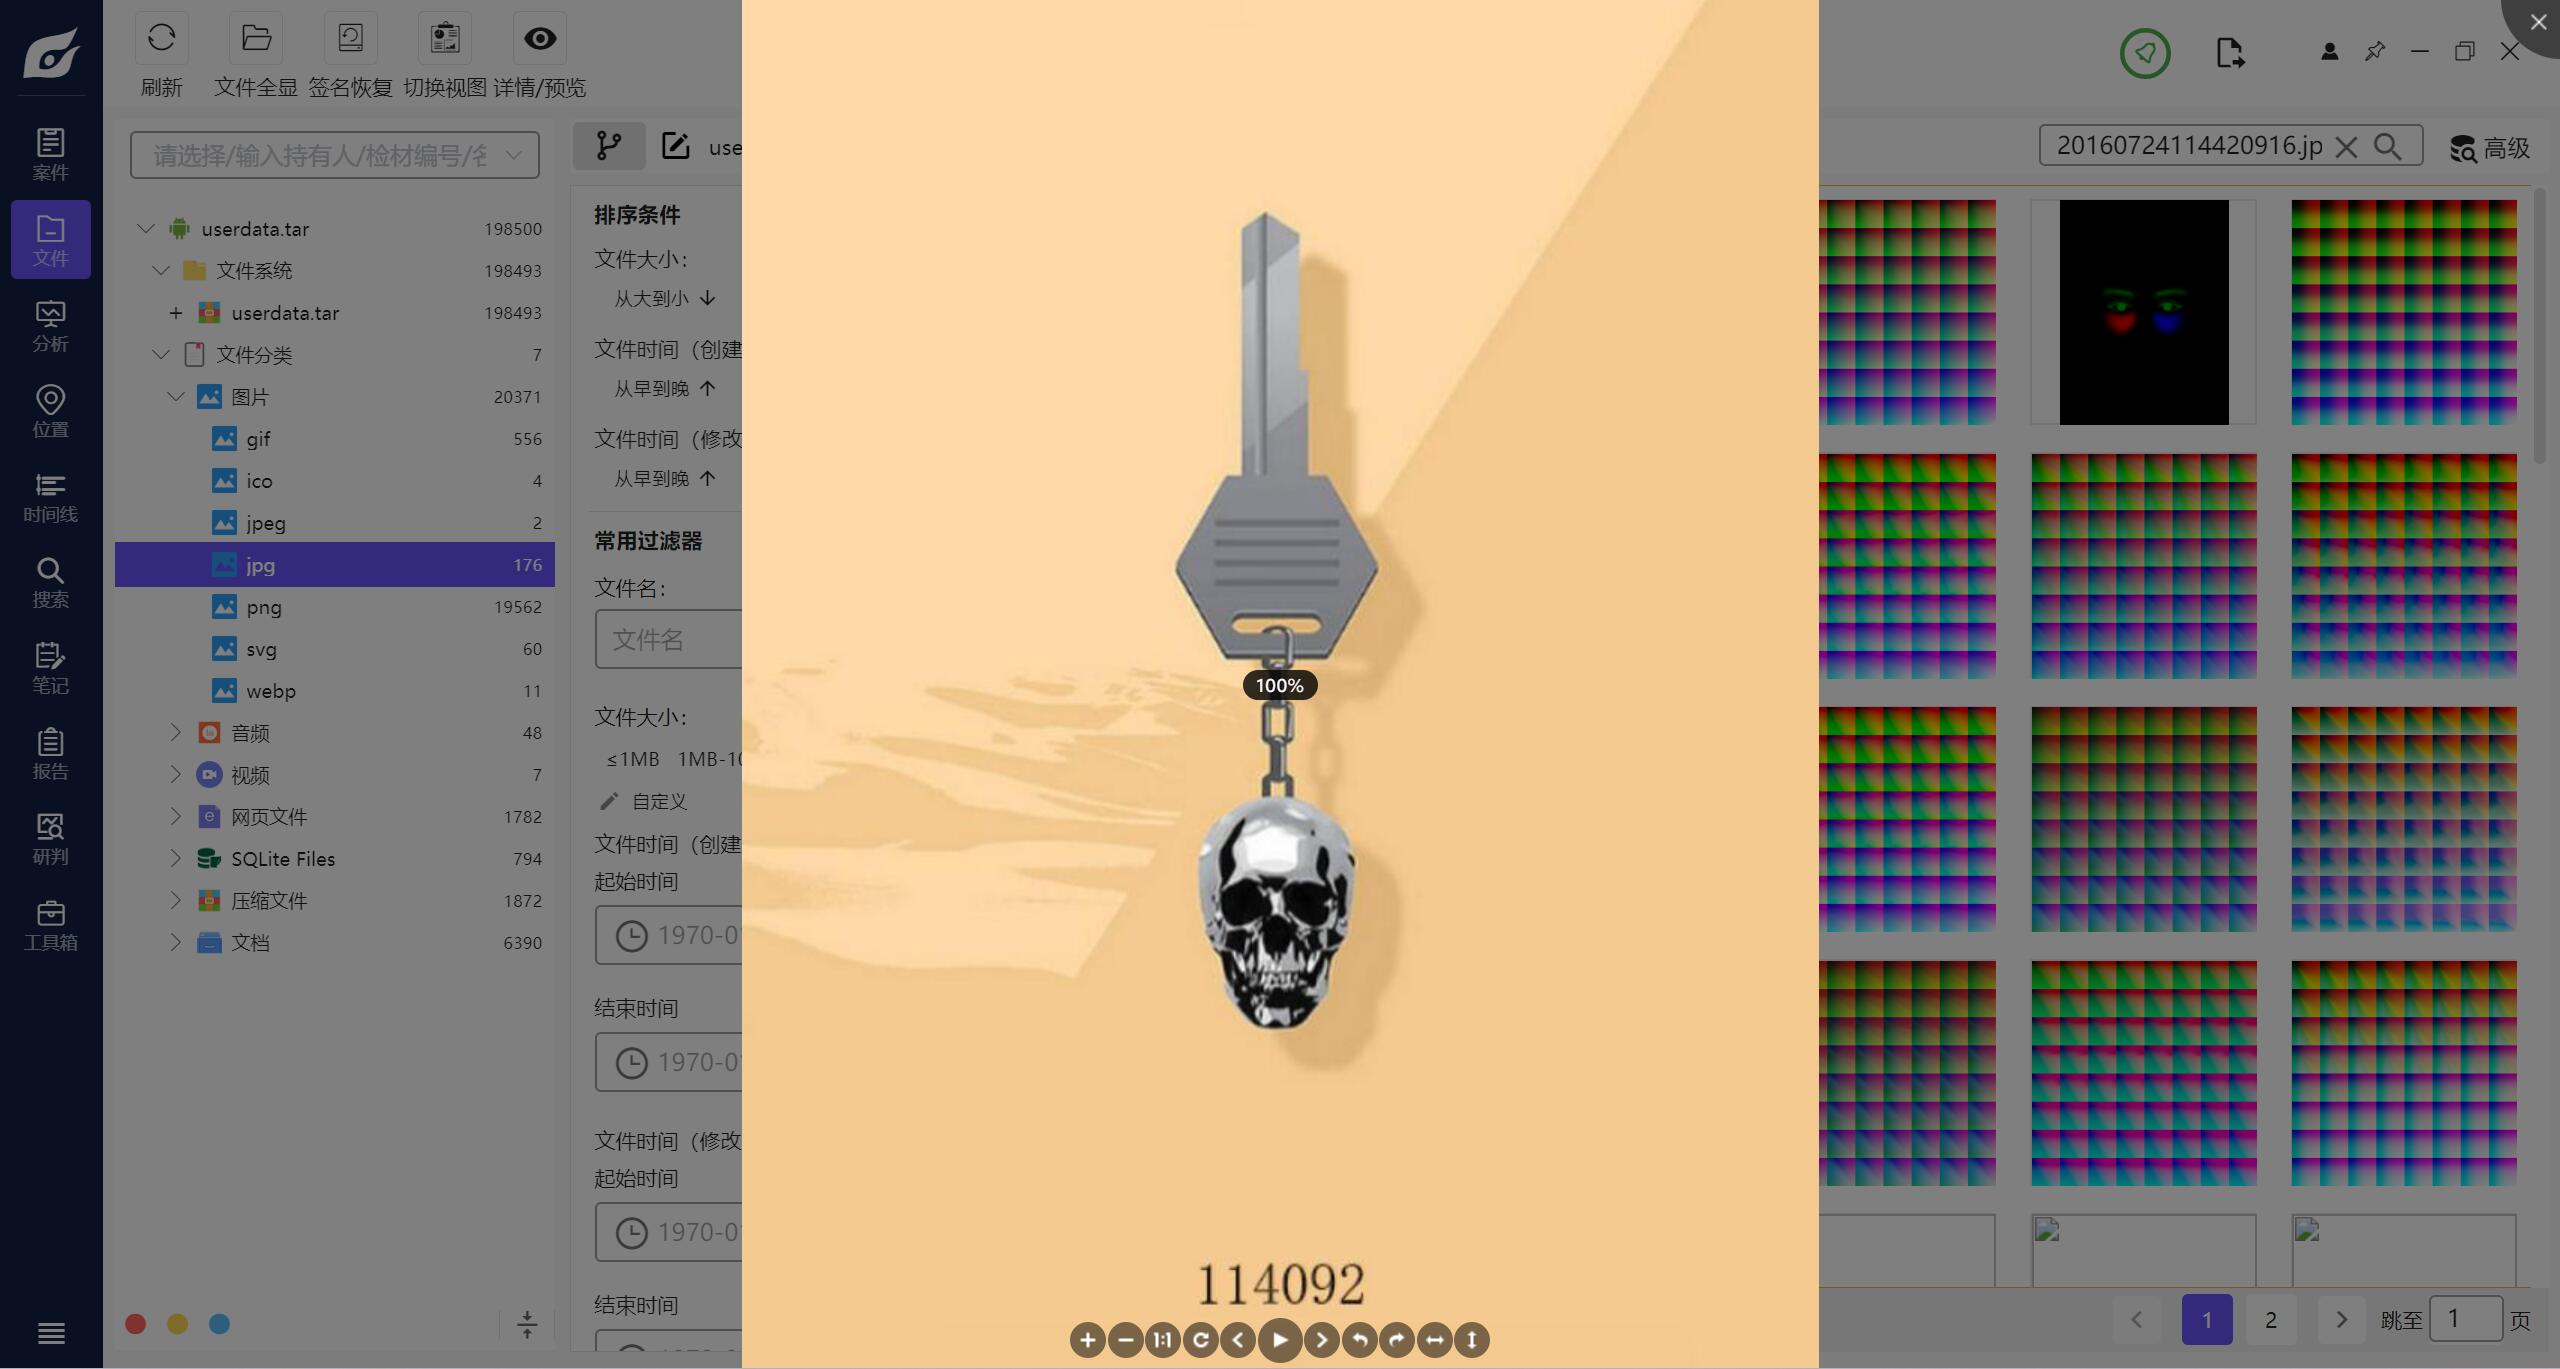 刷新
文件全显
签名恢复
切换视图
详情/预览
案件
文件
分析
位置
时间线
搜索
笔记
报告
研判
工具箱
请选择/输入持有人/检材编号/名
userdata.tar 198500
文件系统 198493
userdata.tar 198493
文件分类 7
图片 20371
gif 556
ico 4
jpeg 2
jpg 176
png 19562
svg 60
webp 11
音频 48
视频 7
网页文件 1782
SQLite Files 794
压缩文件 1872
文档 6390
use
排序条件
文件大小:
从大到小
文件时间（创建
从早到晚
文件时间（修改
从早到晚
常用过滤器
文件名:
文件名
文件大小:
≤1MB 1MB-10
自定义
文件时间（创建
起始时间
1970-01
结束时间
1970-01
文件时间（修改
起始时间
1970-01
结束时间
100%
114092
1:1
20160724114420916.jp
高级
1
2
跳至 1 页